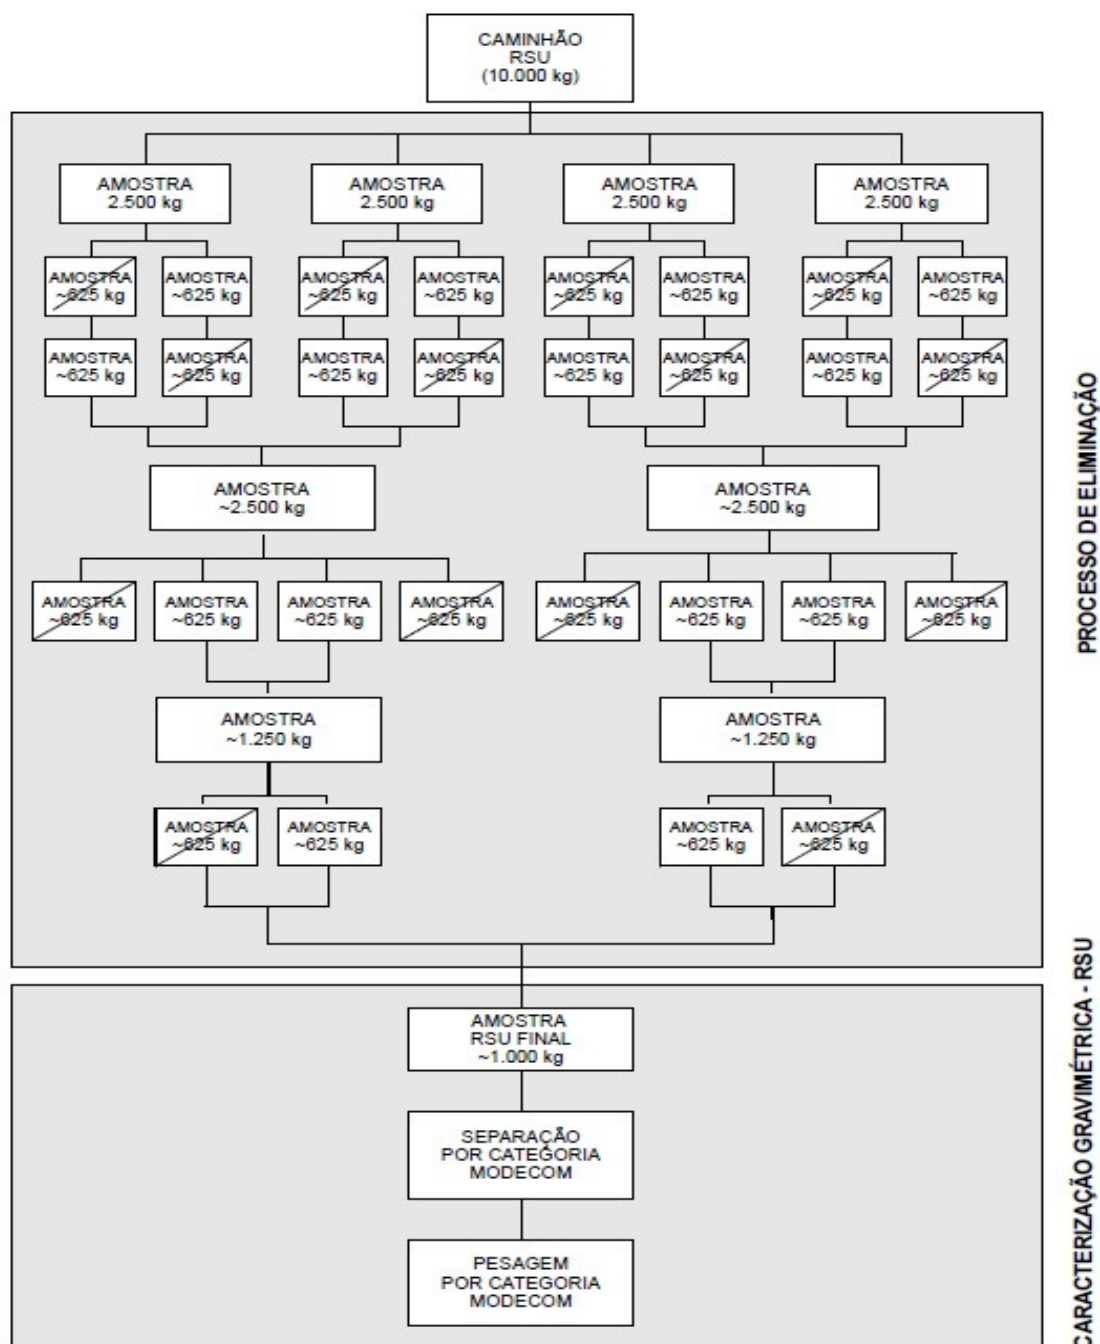 CAMINHÃO
RSU
(10.000 kg)
AMOSTRA
2.500 kg
AMOSTRA
2.500 kg
AMOSTRA
2.500 kg
AMOSTRA
2.500 kg
AMOSTRA
~625 kg
AMOSTRA
~625 kg
AMOSTRA
~625 kg
AMOSTRA
~625 kg
AMOSTRA
~625 kg
AMOSTRA
~625 kg
AMOSTRA
~625 kg
AMOSTRA
~625 kg
AMOSTRA
~625 kg
AMOSTRA
~625 kg
AMOSTRA
~625 kg
AMOSTRA
~625 kg
AMOSTRA
~625 kg
AMOSTRA
~625 kg
AMOSTRA
~625 kg
AMOSTRA
~625 kg
AMOSTRA
~2.500 kg
AMOSTRA
~2.500 kg
AMOSTRA
~625 kg
AMOSTRA
~625 kg
AMOSTRA
~625 kg
AMOSTRA
~625 kg
AMOSTRA
~625 kg
AMOSTRA
~625 kg
AMOSTRA
~625 kg
AMOSTRA
~625 kg
AMOSTRA
~1.250 kg
AMOSTRA
~1.250 kg
AMOSTRA
~625 kg
AMOSTRA
~625 kg
AMOSTRA
~625 kg
AMOSTRA
~625 kg
PROCESSO DE ELIMINAÇÃO
AMOSTRA
RSU FINAL
~1.000 kg
SEPARAÇÃO
POR CATEGORIA
MODECOM
PESAGEM
POR CATEGORIA
MODECOM
CARACTERIZAÇÃO GRAVIMÉTRICA - RSU